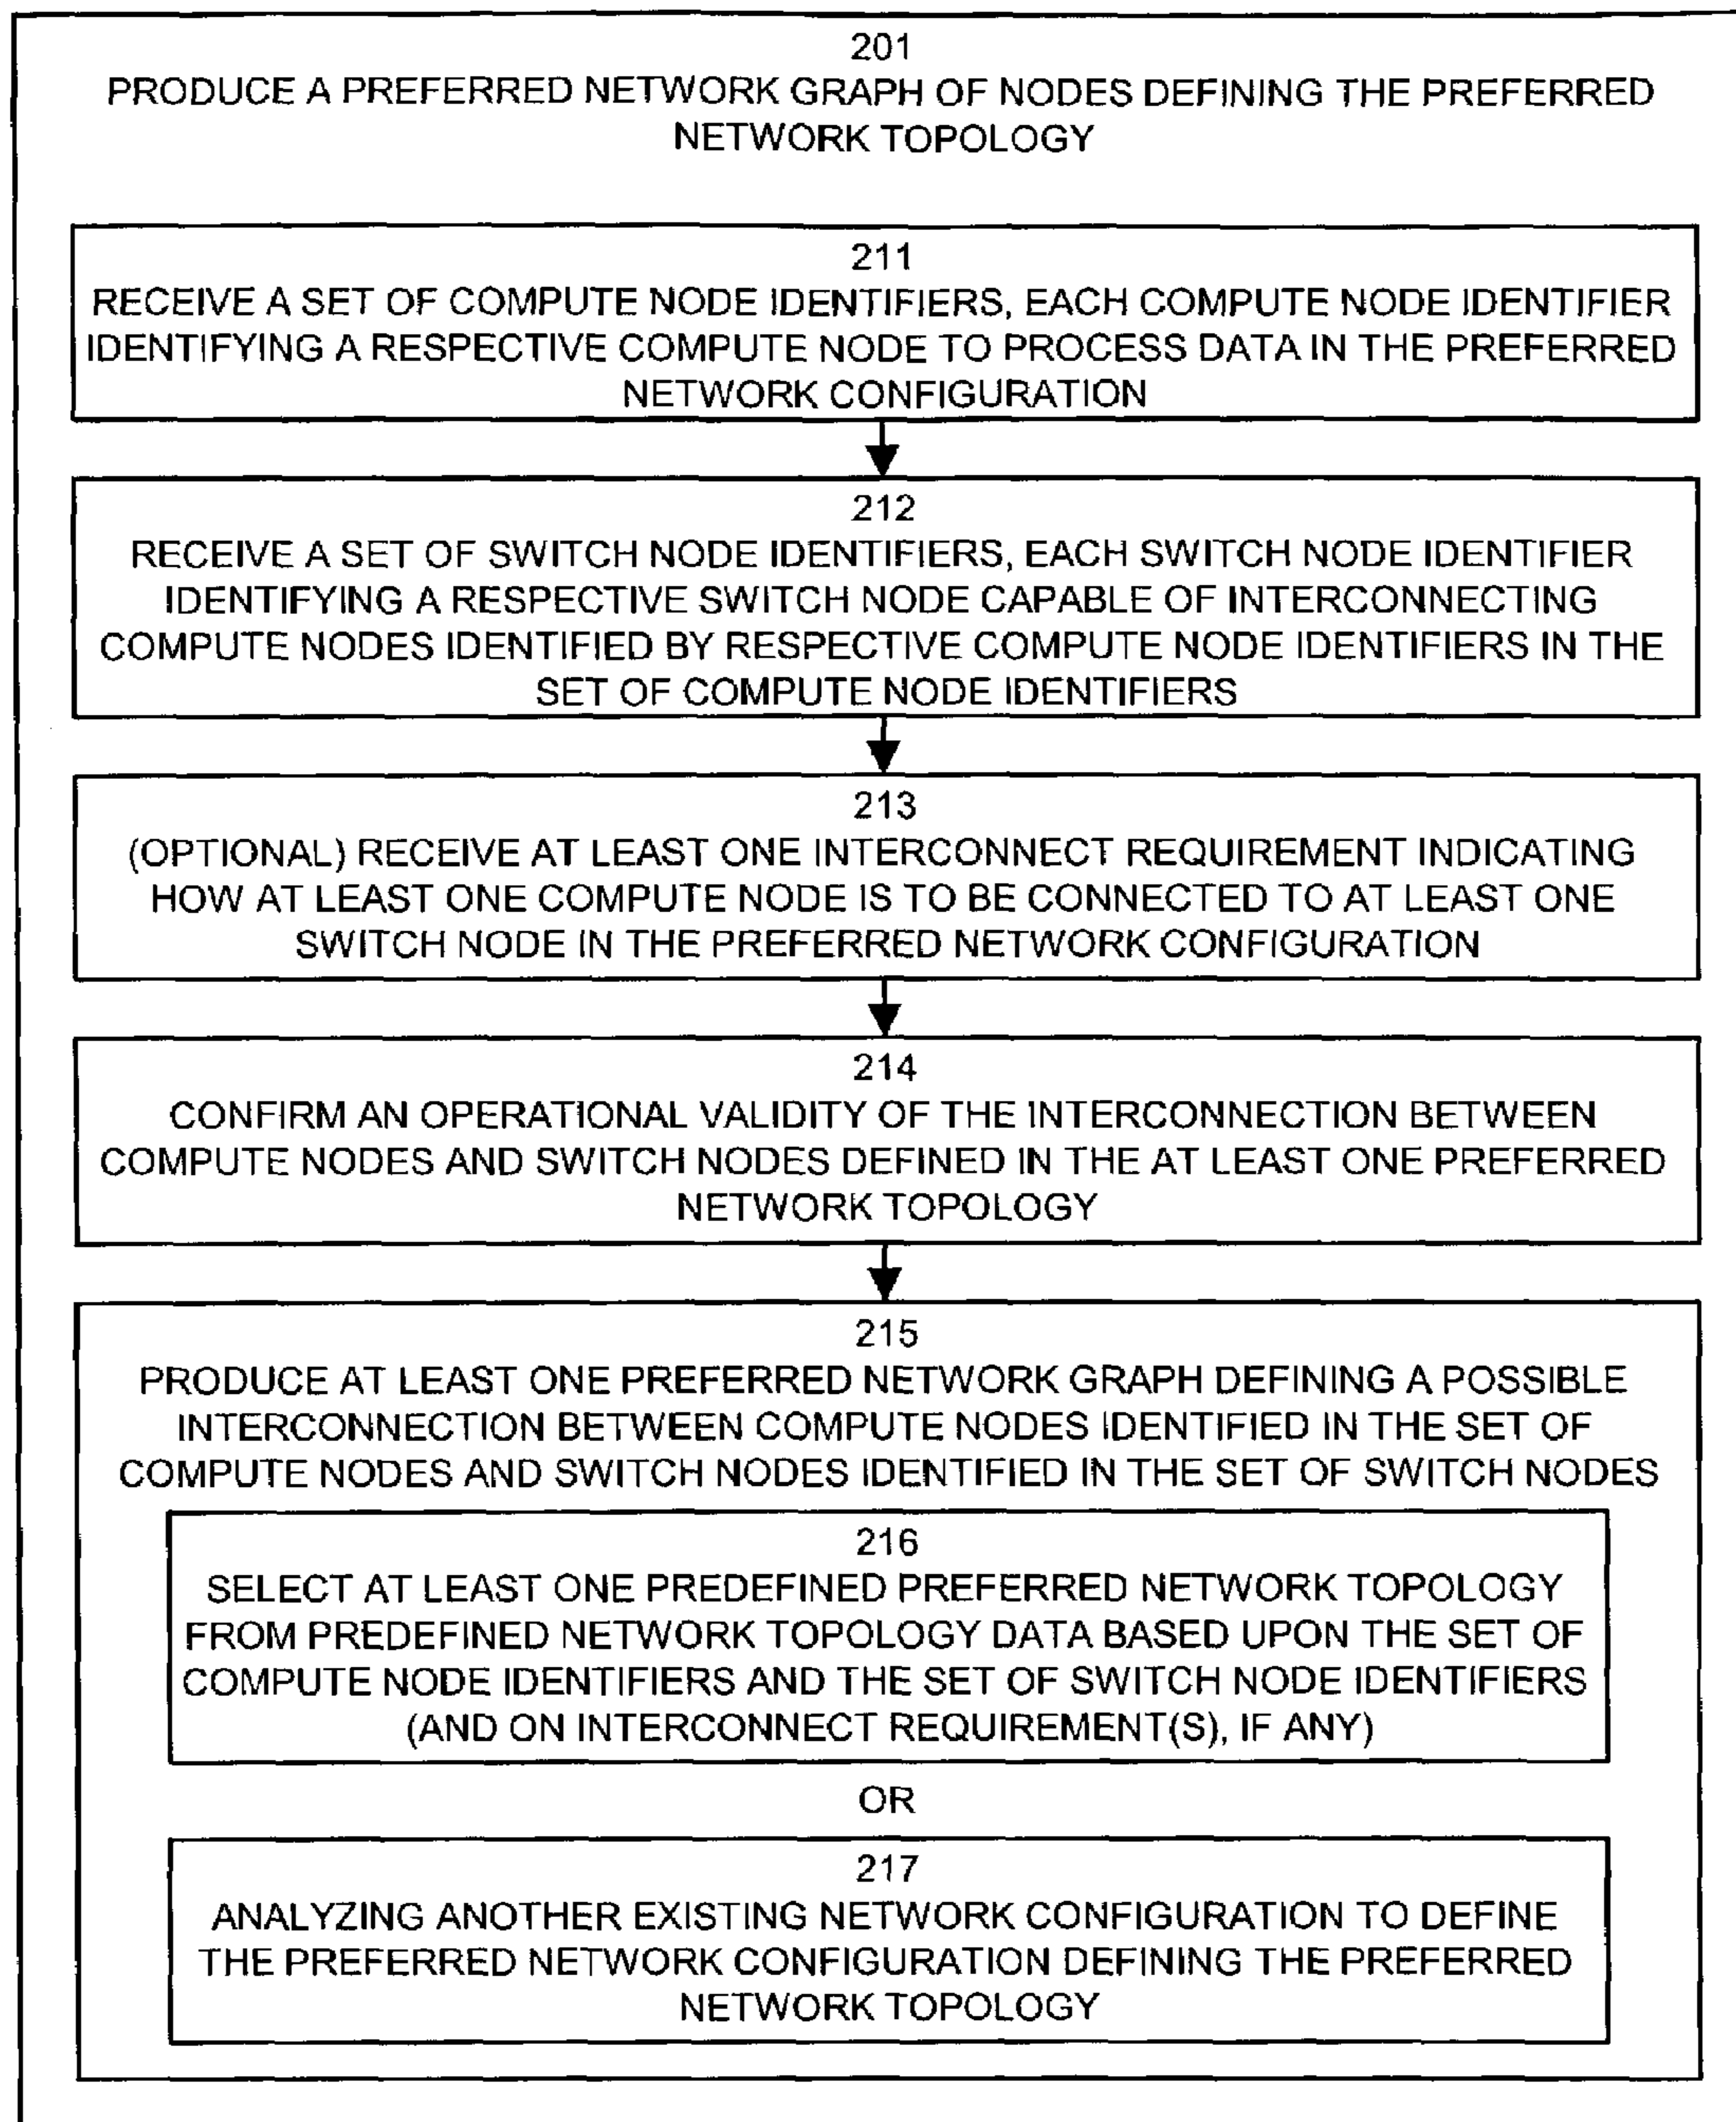 201
PRODUCE A PREFERRED NETWORK GRAPH OF NODES DEFINING THE PREFERRED
NETWORK TOPOLOGY
211
RECEIVE A SET OF COMPUTE NODE IDENTIFIERS, EACH COMPUTE NODE IDENTIFIER
IDENTIFYING A RESPECTIVE COMPUTE NODE TO PROCESS DATA IN THE PREFERRED
NETWORK CONFIGURATION
212
RECEIVE A SET OF SWITCH NODE IDENTIFIERS, EACH SWITCH NODE IDENTIFIER
IDENTIFYING A RESPECTIVE SWITCH NODE CAPABLE OF INTERCONNECTING
COMPUTE NODES IDENTIFIED BY RESPECTIVE COMPUTE NODE IDENTIFIERS IN THE
SET OF COMPUTE NODE IDENTIFIERS
213
(OPTIONAL) RECEIVE AT LEAST ONE INTERCONNECT REQUIREMENT INDICATING
HOW AT LEAST ONE COMPUTE NODE IS TO BE CONNECTED TO AT LEAST ONE
SWITCH NODE IN THE PREFERRED NETWORK CONFIGURATION
214
CONFIRM AN OPERATIONAL VALIDITY OF THE INTERCONNECTION BETWEEN
COMPUTE NODES AND SWITCH NODES DEFINED IN THE AT LEAST ONE PREFERRED
NETWORK TOPOLOGY
215
PRODUCE AT LEAST ONE PREFERRED NETWORK GRAPH DEFINING A POSSIBLE
INTERCONNECTION BETWEEN COMPUTE NODES IDENTIFIED IN THE SET OF
COMPUTE NODES AND SWITCH NODES IDENTIFIED IN THE SET OF SWITCH NODES
216
SELECT AT LEAST ONE PREDEFINED PREFERRED NETWORK TOPOLOGY
FROM PREDEFINED NETWORK TOPOLOGY DATA BASED UPON THE SET OF
COMPUTE NODE IDENTIFIERS AND THE SET OF SWITCH NODE IDENTIFIERS
(AND ON INTERCONNECT REQUIREMENT(S), IF ANY)
OR
217
ANALYZING ANOTHER EXISTING NETWORK CONFIGURATION TO DEFINE
THE PREFERRED NETWORK CONFIGURATION DEFINING THE PREFERRED
NETWORK TOPOLOGY